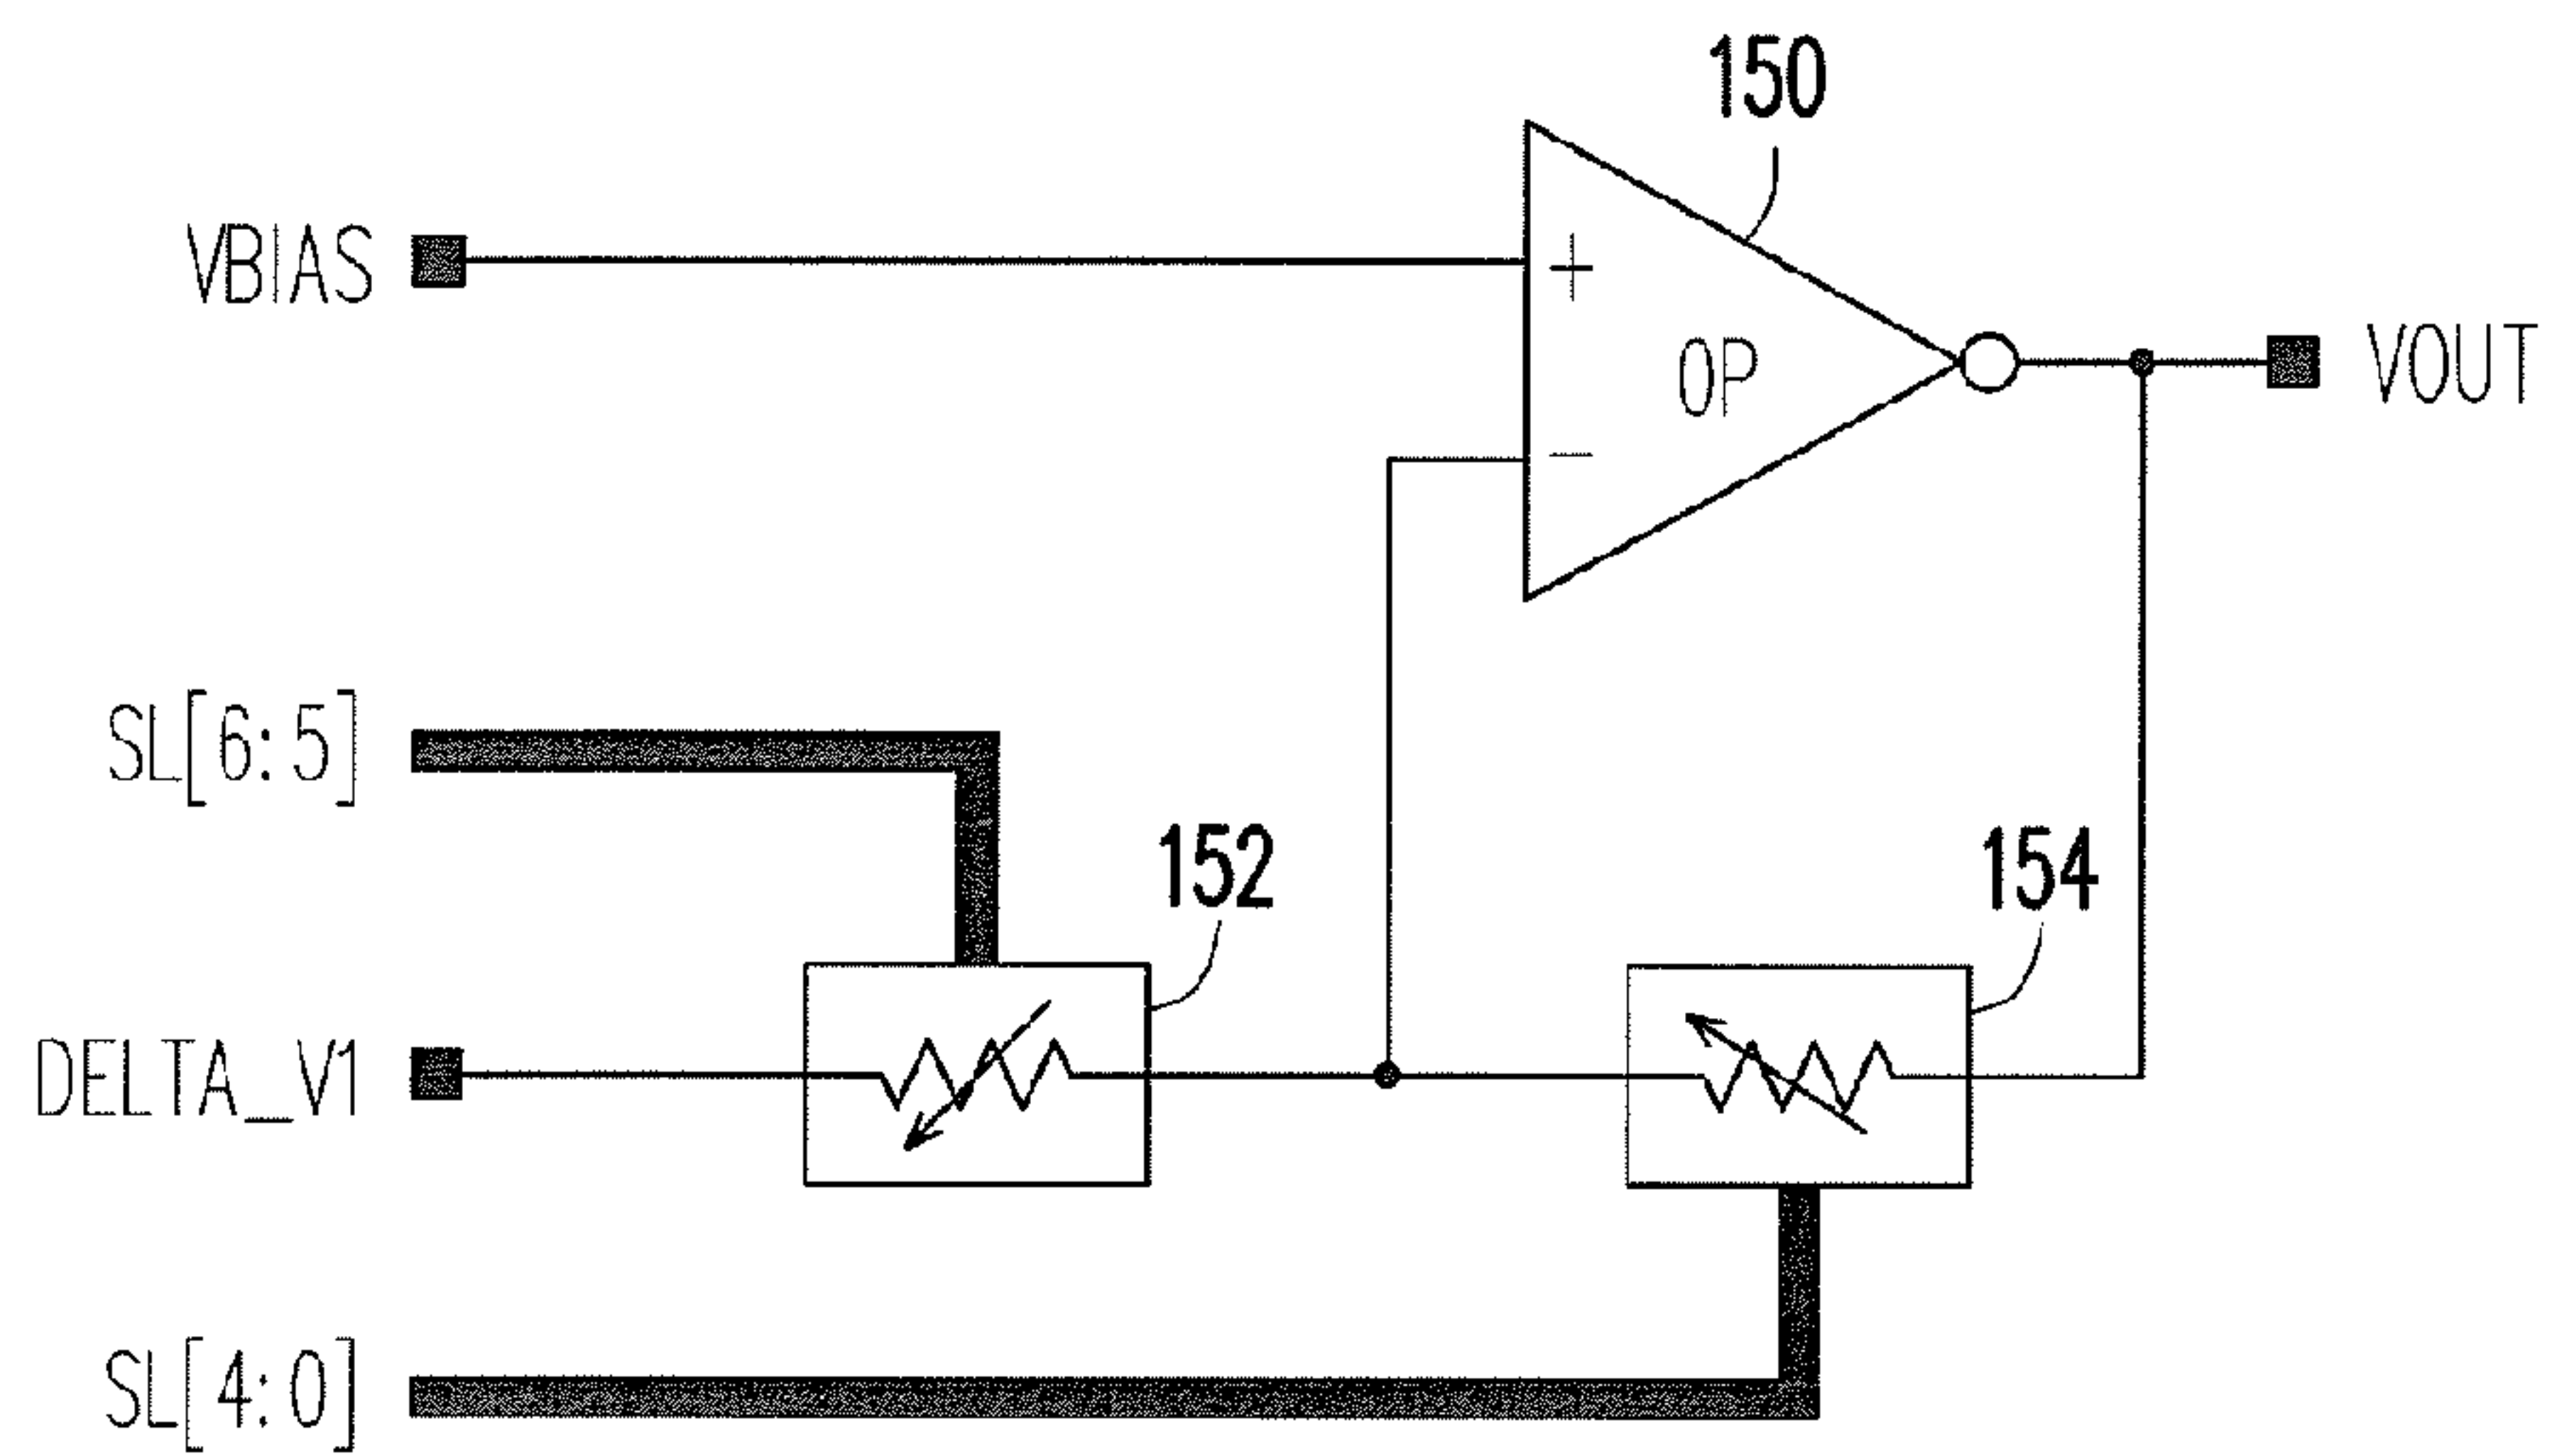 150
VBIAS
+
OP
-
VOUT
SL[6:5]
152
154
DELTA_V1
SL[4:0]